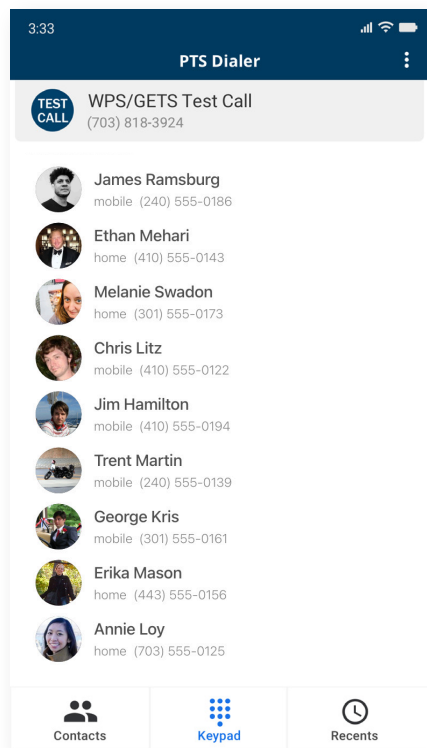 3:33
PTS Dialer
TEST
CALL
WPS/GETS Test Call
(703) 818-3924
James Ramsburg
mobile (240) 555-0186
Ethan Mehari
home (410) 555-0143
Melanie Swadon
home (301) 555-0173
Chris Litz
mobile (410) 555-0122
Jim Hamilton
mobile (410) 555-0194
Trent Martin
mobile (240) 555-0139
George Kris
mobile (301) 555-0161
Erika Mason
home (443) 555-0156
Annie Loy
home (703) 555-0125
Contacts
Keypad
Recents